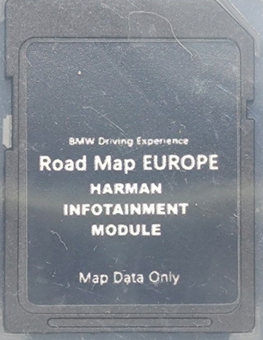 BMW Driving Experience
Road Map EUROPE
HARMAN
INFOTAINMENT
MODULE
Map Data Only